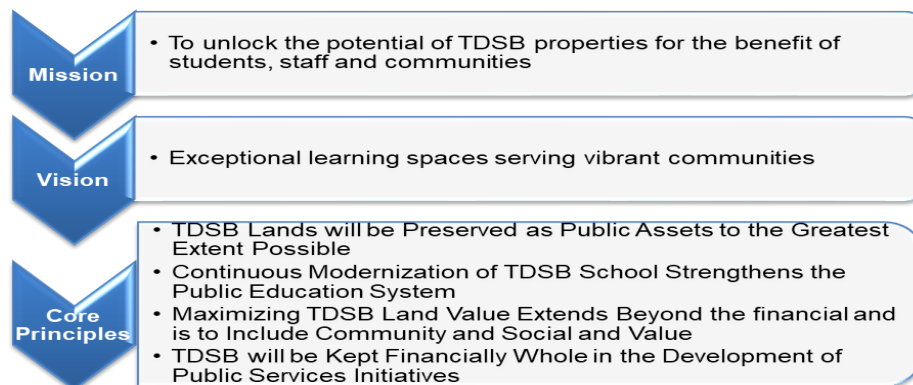 Mission
• To unlock the potential of TDSB properties for the benefit of
students, staff and communities
Vision
• Exceptional learning spaces serving vibrant communities
Core
Principles
• TDSB Lands will be Preserved as Public Assets to the Greatest
Extent Possible
• Continuous Modernization of TDSB School Strengthens the
Public Education System
• Maximizing TDSB Land Value Extends Beyond the financial and
is to Include Community and Social and Value
• TDSB will be Kept Financially Whole in the Development of
Public Services Initiatives